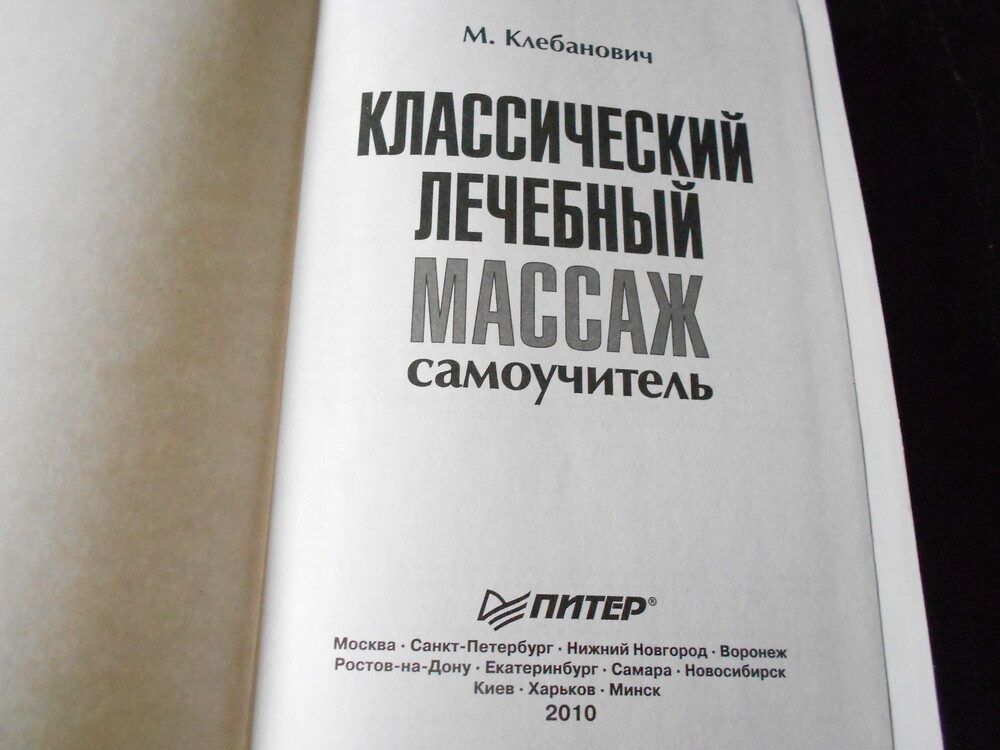 М. Клебанович
КЛАССИЧЕСКИЙ
ЛЕЧЕБНЫЙ
МАССАЖ
самоучитель
ПИТЕР®
Москва · Санкт-Петербург · Нижний Новгород · Воронеж
Ростов-на-Дону · Екатеринбург · Самара · Новосибирск
Киев · Харьков · Минск
2010